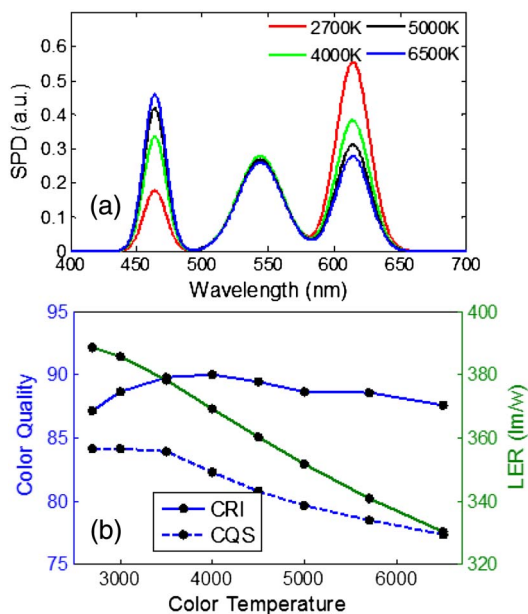 2700K 5000K
4000K 6500K
0.6
0.5
0.4
0.3
0.2
0.1
0
SPD (a.u.)
(a)
400 450 500 550 600 650 700
Wavelength (nm)
95
90
85
80
75
Color Quality
400
380
360
340
320
LER (lm/w)
CRI
CQS
(b)
3000 4000 5000 6000
Color Temperature